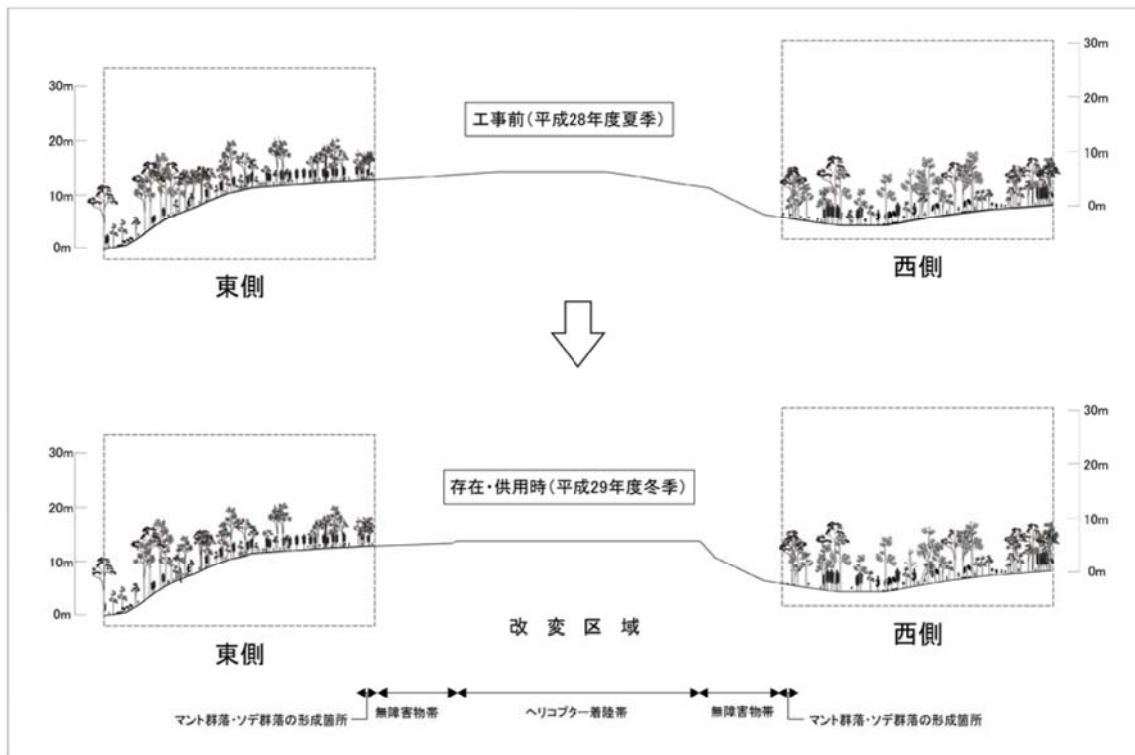 工事前(平成28年度夏季)
30m
20m
10m
0m
30m
20m
10m
0m
東側
西側
存在・供用時(平成29年度冬季)
30m
20m
10m
0m
30m
20m
10m
0m
東側
改変区域
西側
マント群落・ソデ群落の形成箇所
無障害物帯
ヘリコプター着陸帯
無障害物帯
マント群落・ソデ群落の形成箇所